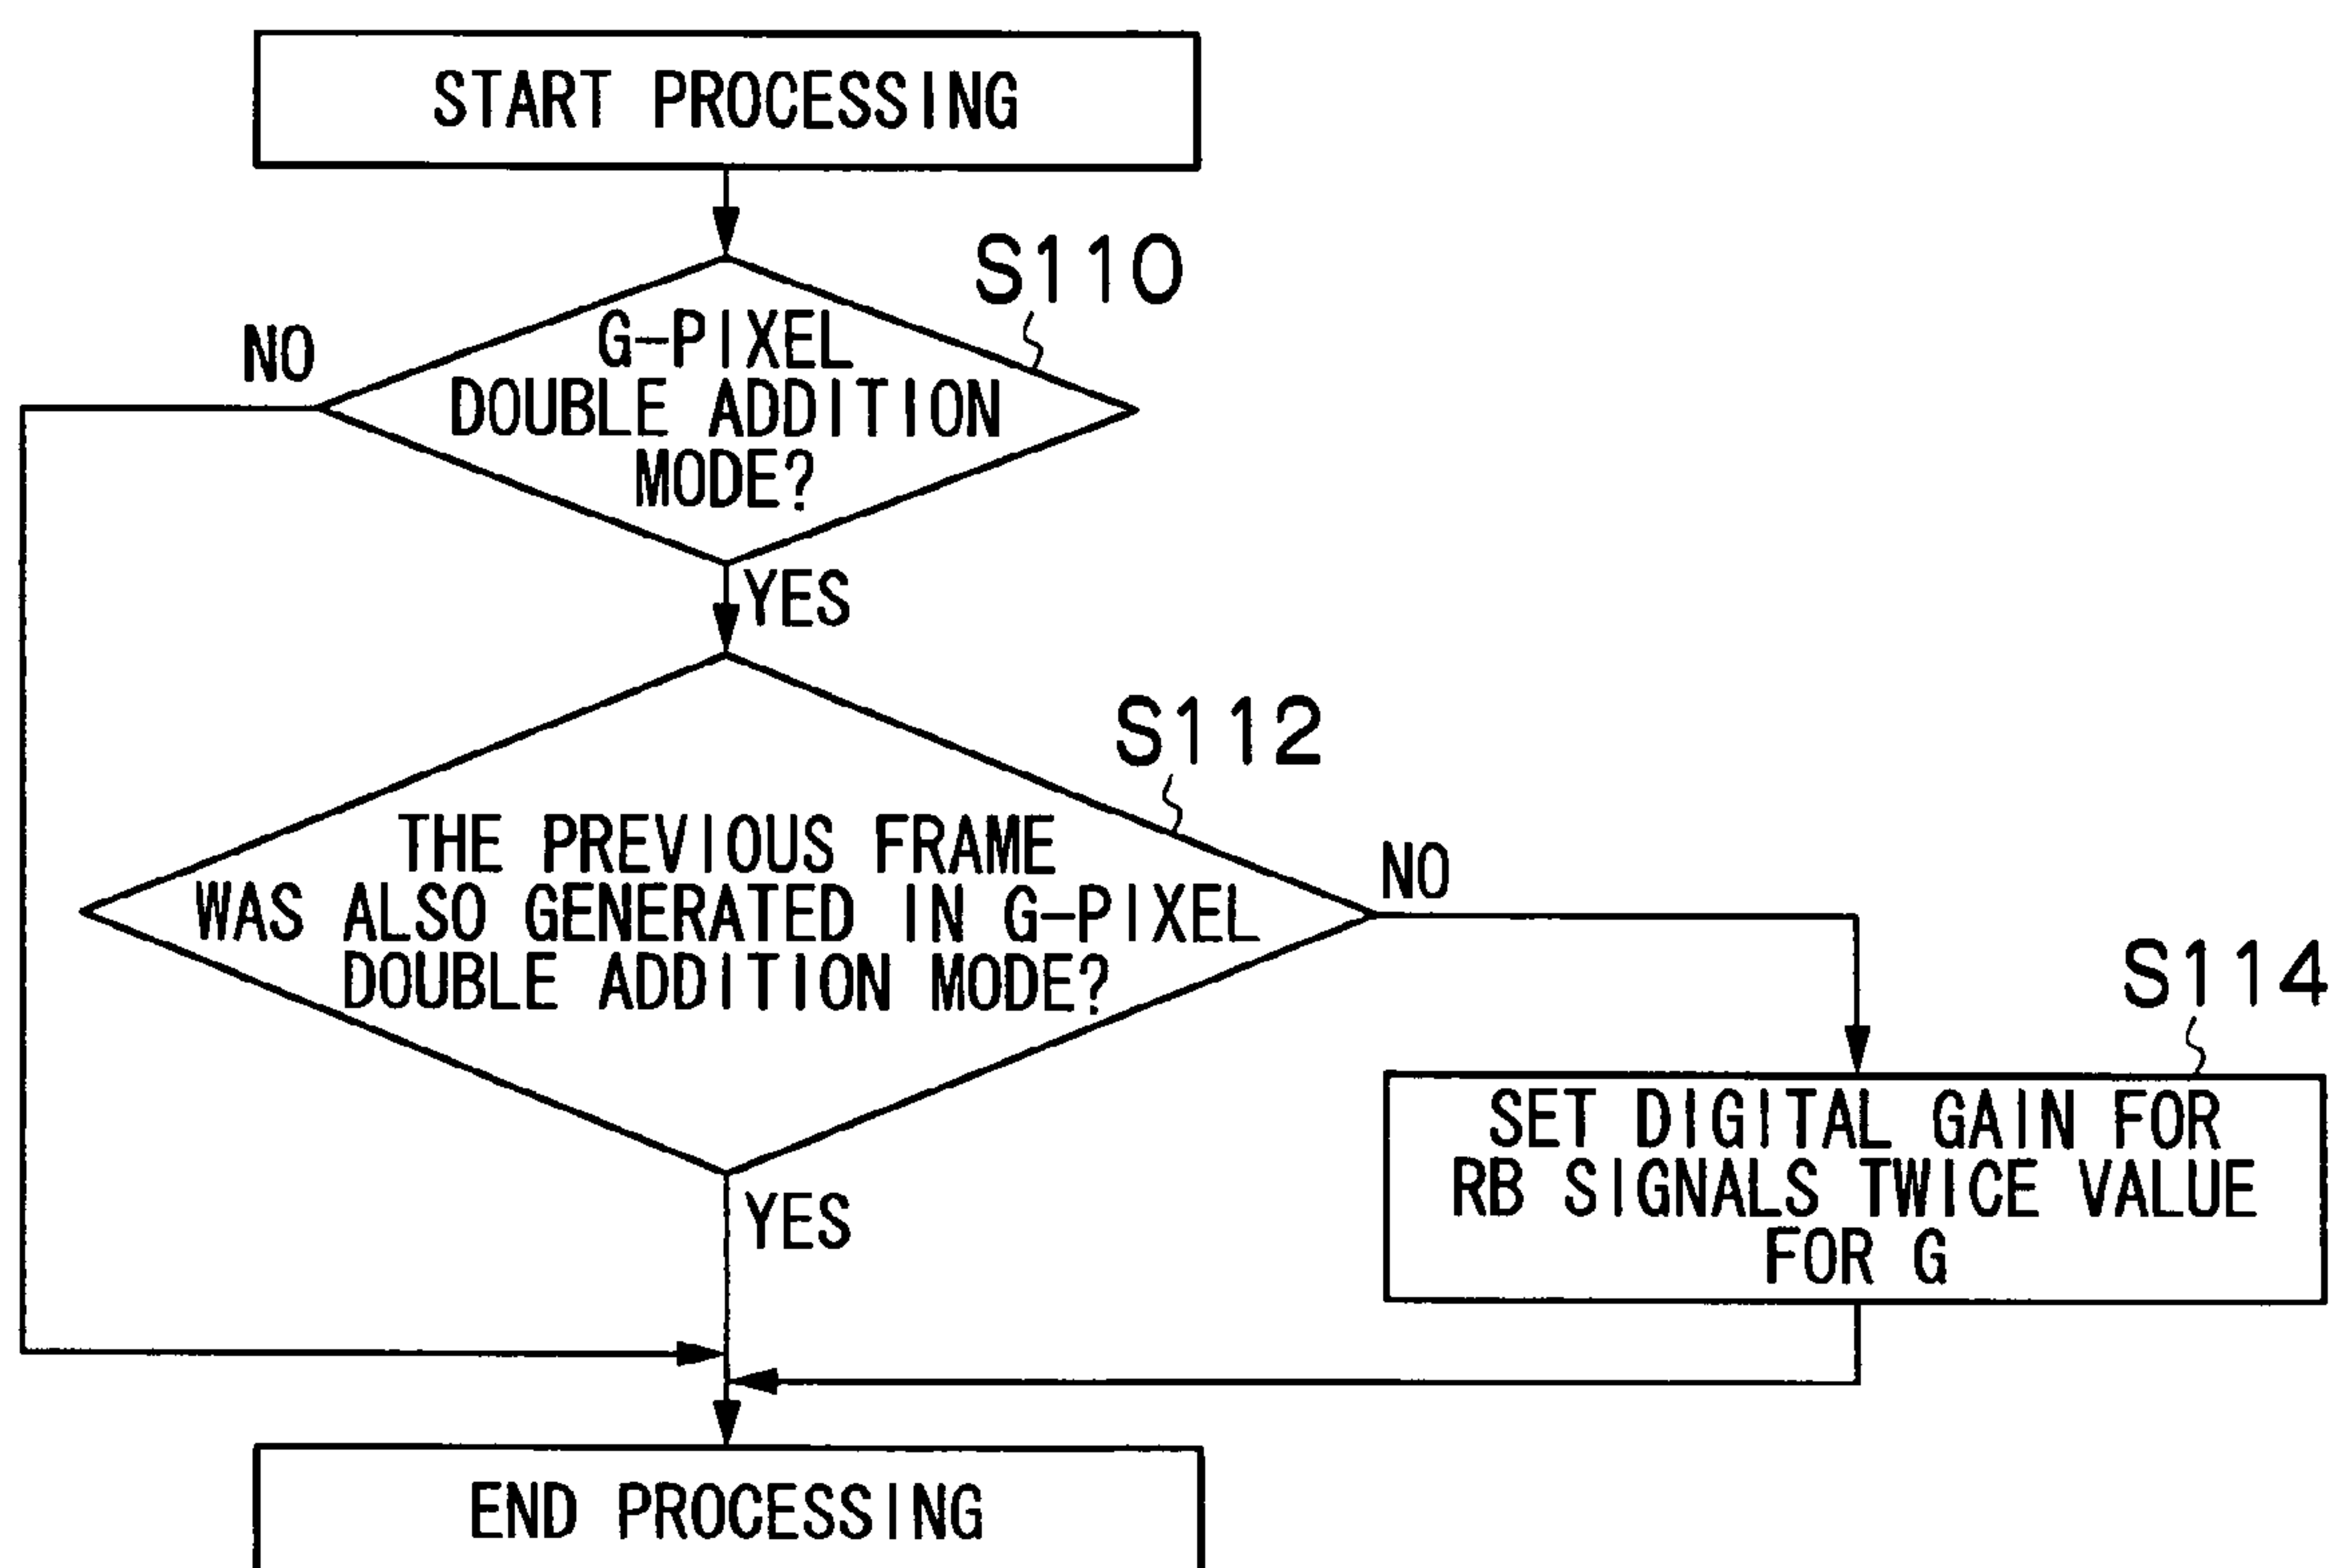 START PROCESSING
S110
G-PIXEL
DOUBLE ADDITION
MODE?
NO
YES
S112
THE PREVIOUS FRAME
WAS ALSO GENERATED IN G-PIXEL
DOUBLE ADDITION MODE?
NO
YES
S114
SET DIGITAL GAIN FOR
RB SIGNALS TWICE VALUE
FOR G
END PROCESSING